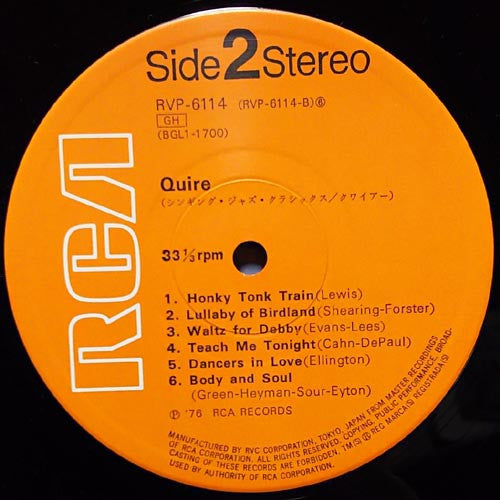 Side 2 Stereo
RVP-6114 (RVP-6114-B)⑥
GH
(BGL1-1700)
RCA
Quire
(シンギング・ジャズ・クラシックス/クワイアー)
33⅓rpm
1. Honky Tonk Train(Lewis)
2. Lullaby of Birdland(Shearing-Forster)
3. Waltz for Debby(Evans-Lees)
4. Teach Me Tonight(Cahn-DePaul)
5. Dancers in Love(Ellington)
6. Body and Soul
(Green-Heyman-Sour-Eyton)
Ⓟ '76 RCA RECORDS
MANUFACTURED BY RVC CORPORATION, TOKYO, JAPAN FROM MASTER RECORDINGS
OF RCA CORPORATION. ALL RIGHTS RESERVED. COPYING, PUBLIC PERFORMANCE, BROAD-
CASTING OF THESE RECORDS ARE FORBIDDEN. TM(S) ® REG MARCA(S) REGISTRADA(S)
USED BY AUTHORITY OF RCA CORPORATION.